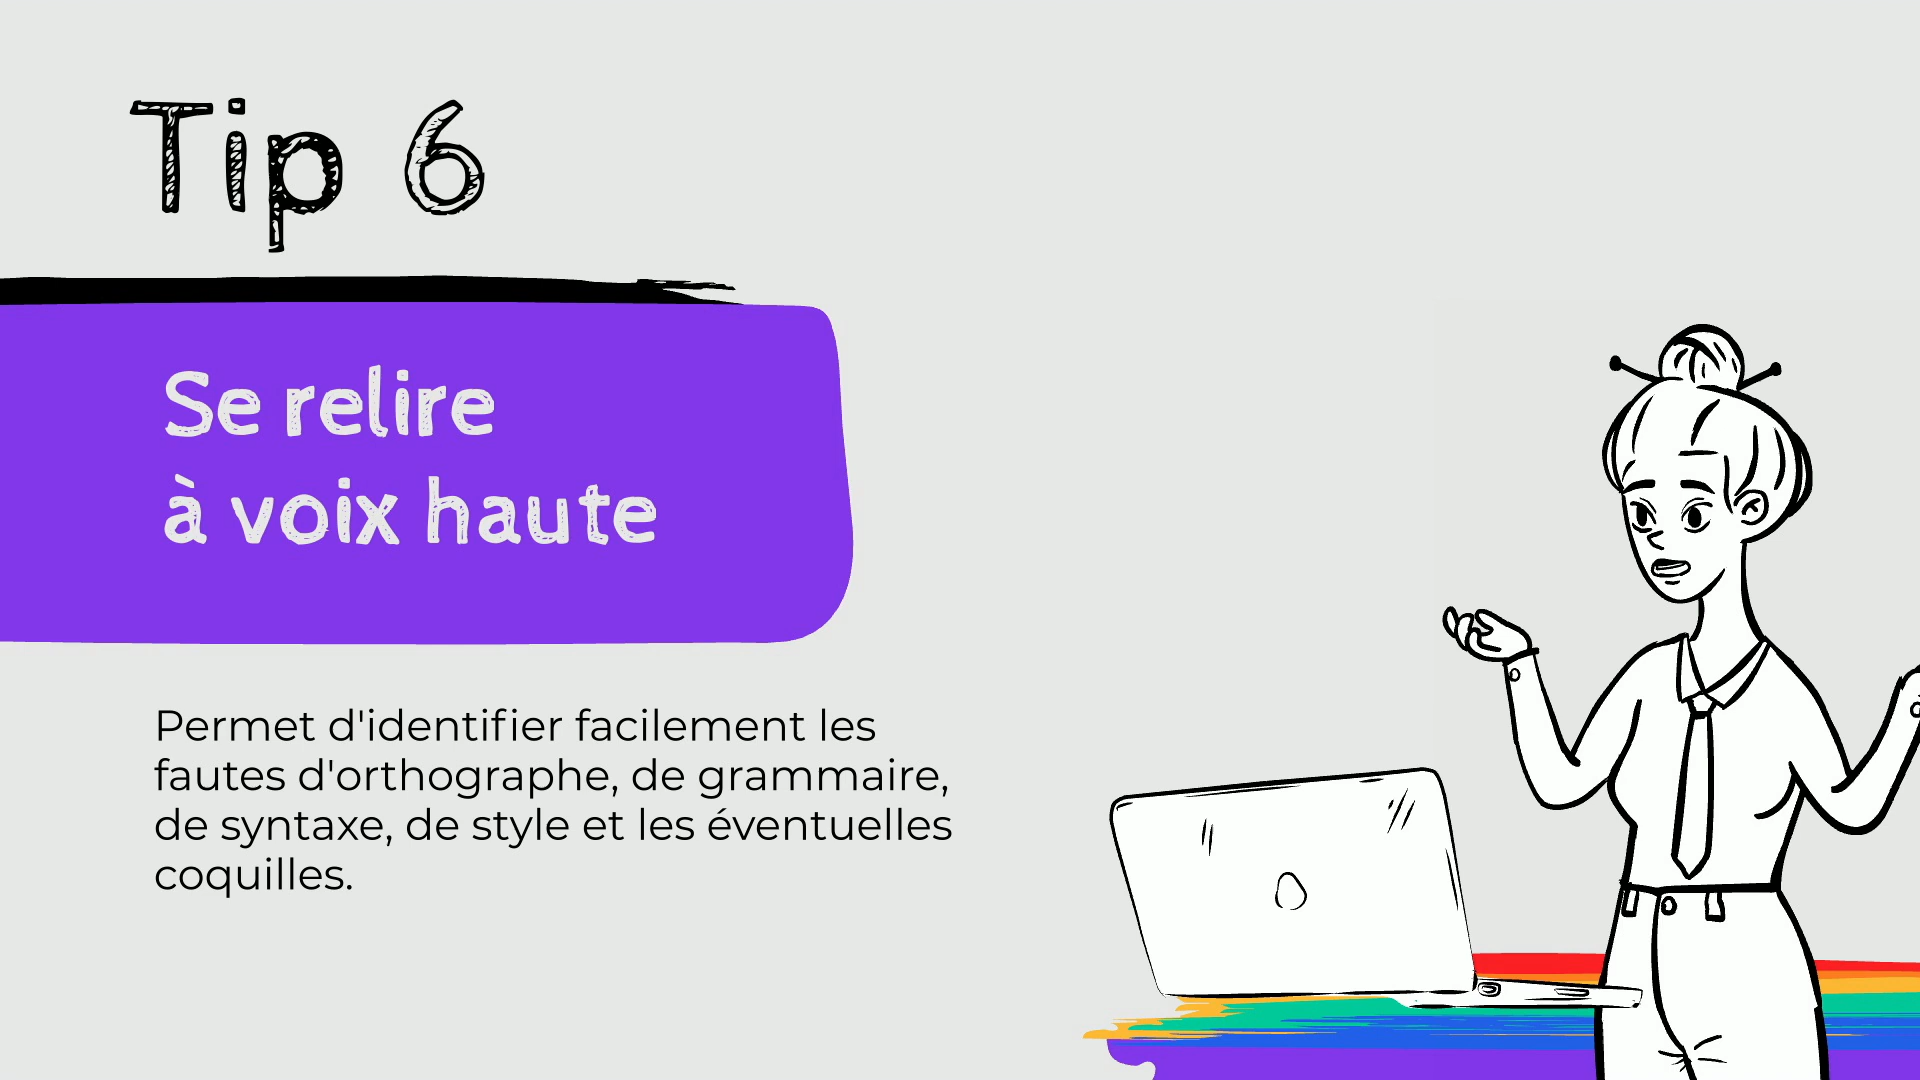 Tip 6
Se relire
à voix haute
Permet d'identifier facilement les
fautes d'orthographe, de grammaire,
de syntaxe, de style et les éventuelles
coquilles.